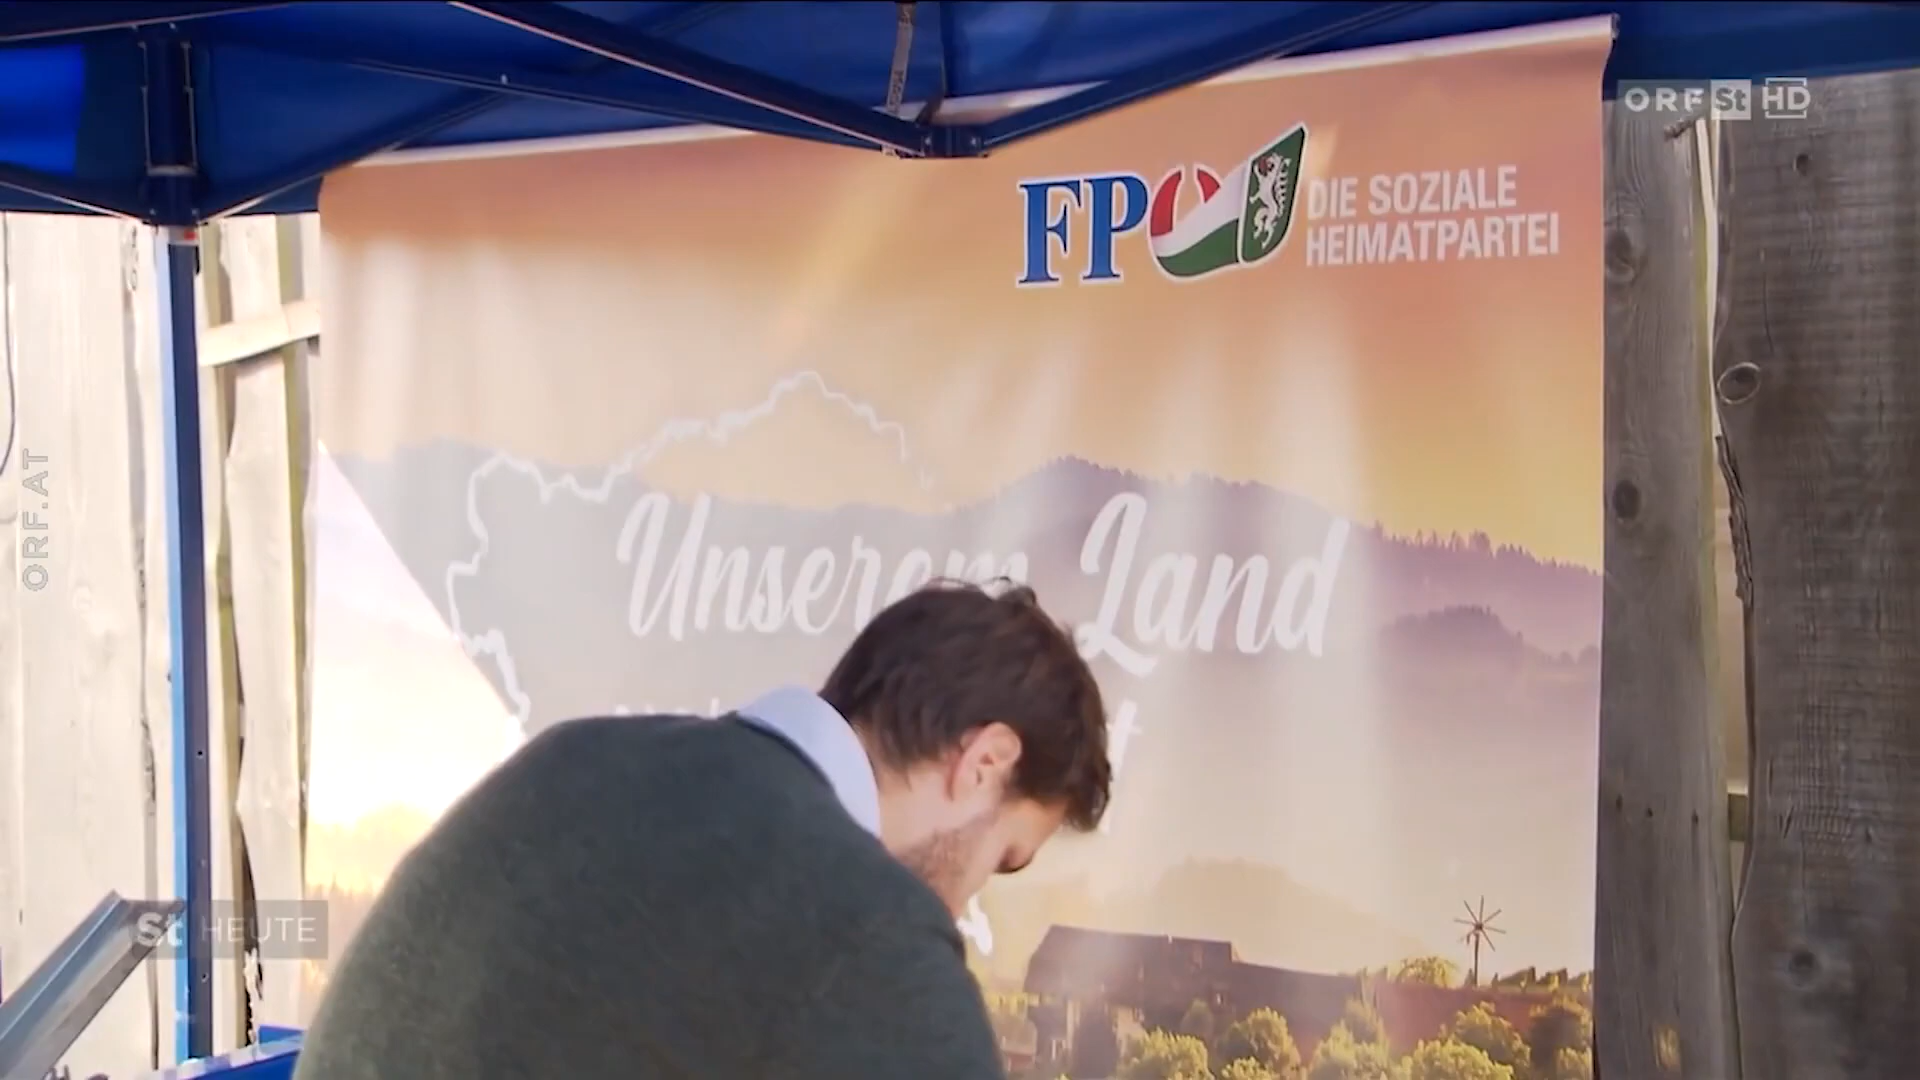 ORF St HD
FPÖ DIE SOZIALE
HEIMATPARTEI
ORF.AT
Unserem Land
St HEUTE